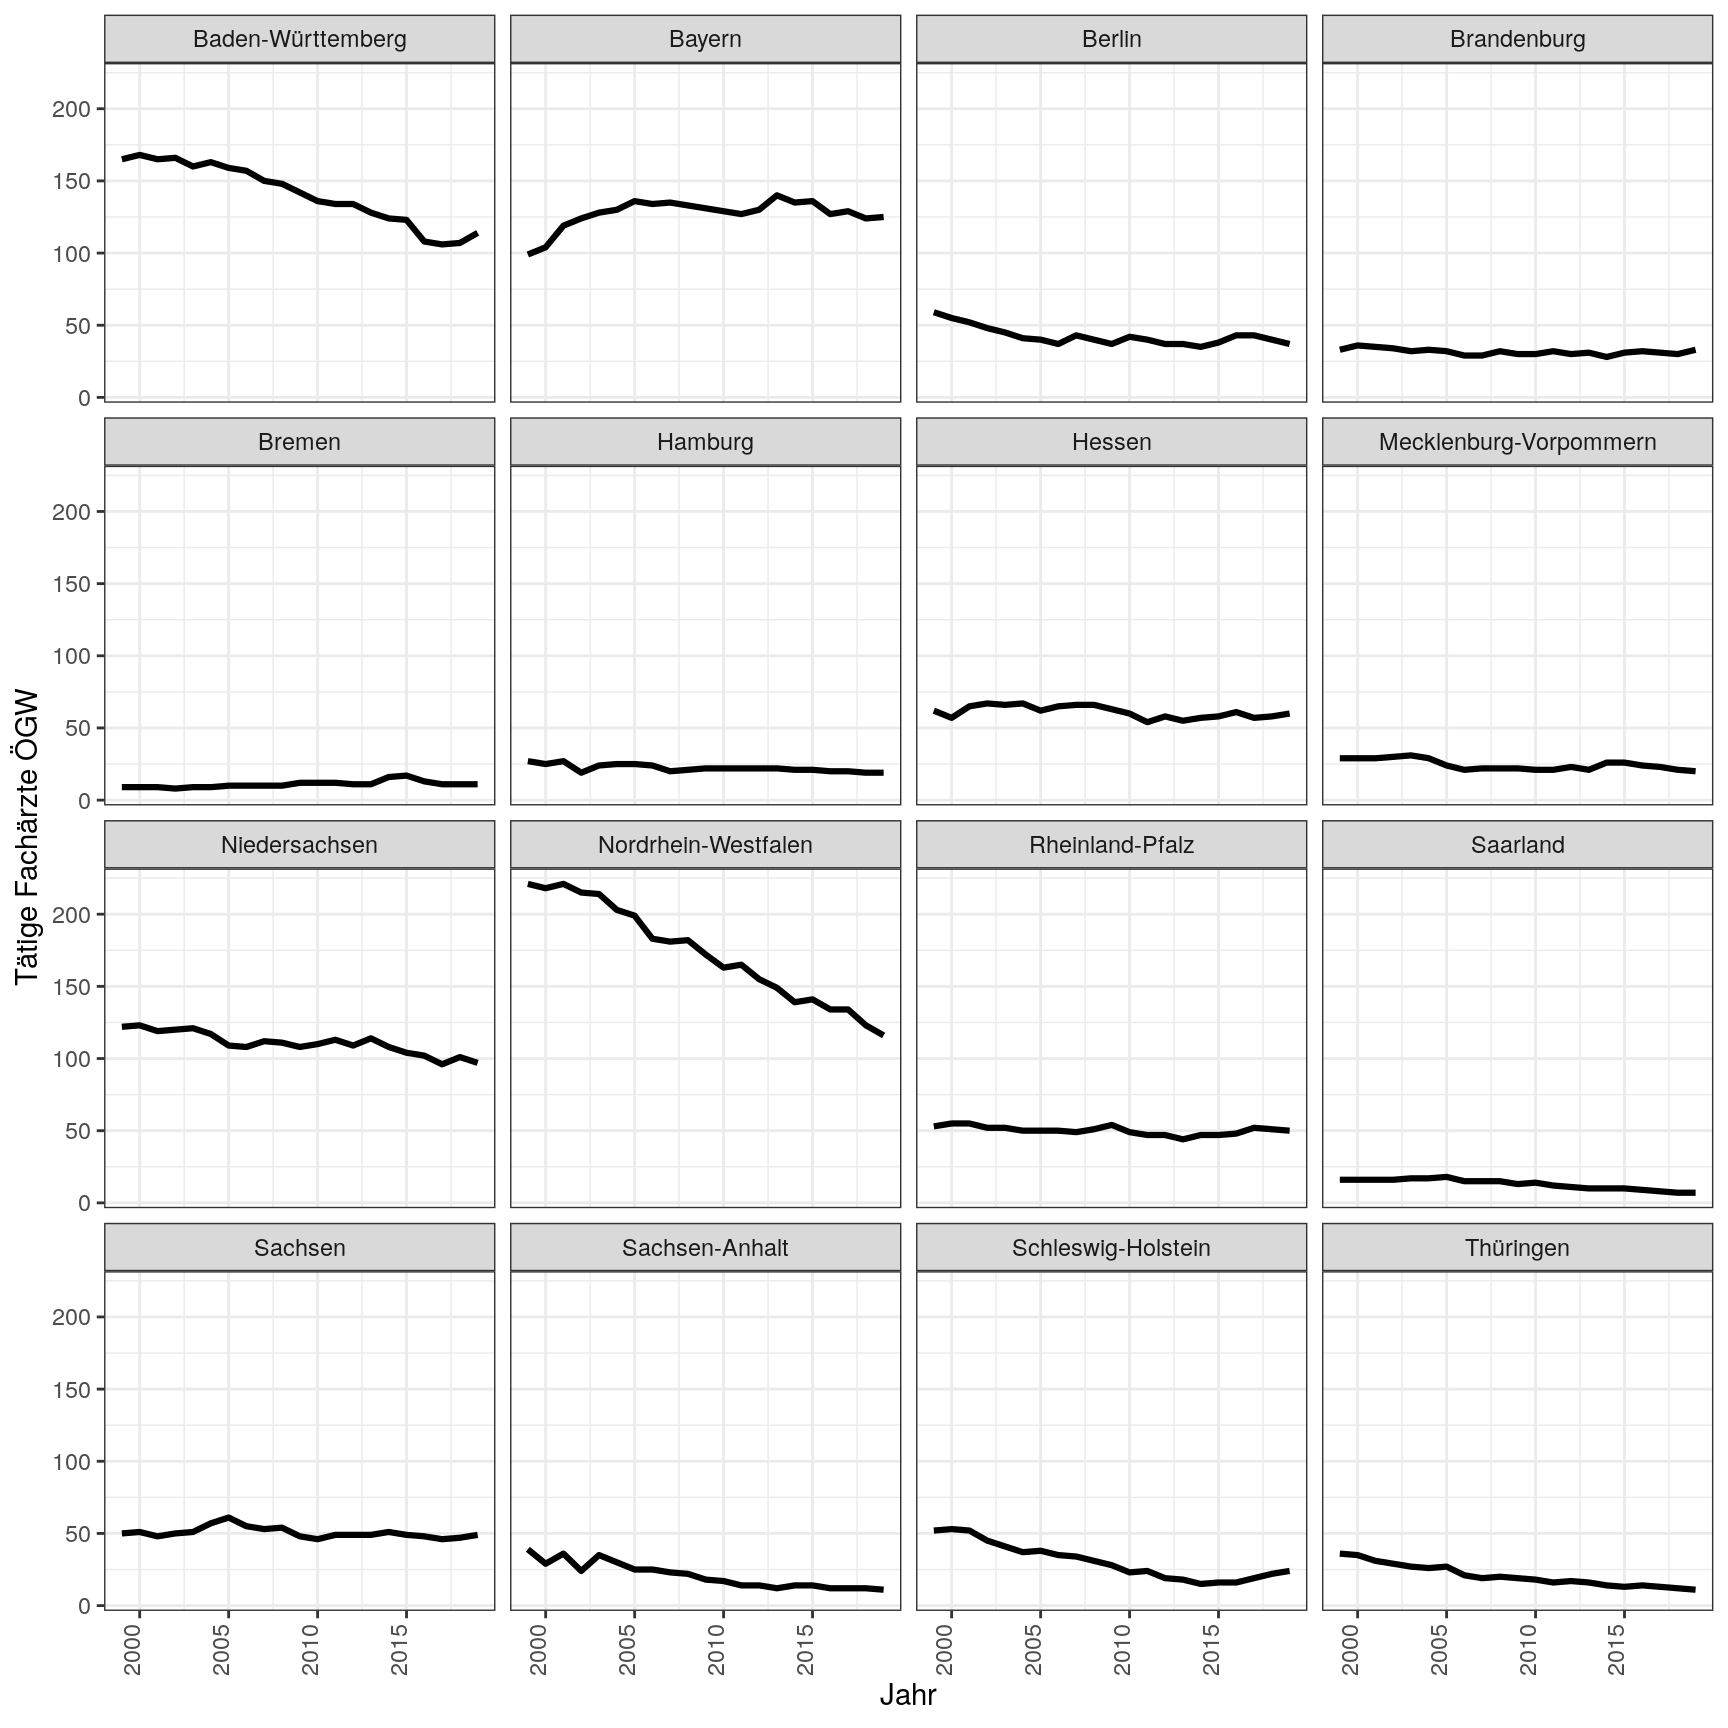 Baden-Württemberg
Bayern
Berlin
Brandenburg
200
150
100
50
0
Bremen
Hamburg
Hessen
Mecklenburg-Vorpommern
200
150
100
50
0
Tätige Fachärzte ÖGW
Niedersachsen
Nordrhein-Westfalen
Rheinland-Pfalz
Saarland
200
150
100
50
0
Sachsen
Sachsen-Anhalt
Schleswig-Holstein
Thüringen
200
150
100
50
0
2000
2005
2010
2015
2000
2005
2010
2015
2000
2005
2010
2015
2000
2005
2010
2015
Jahr